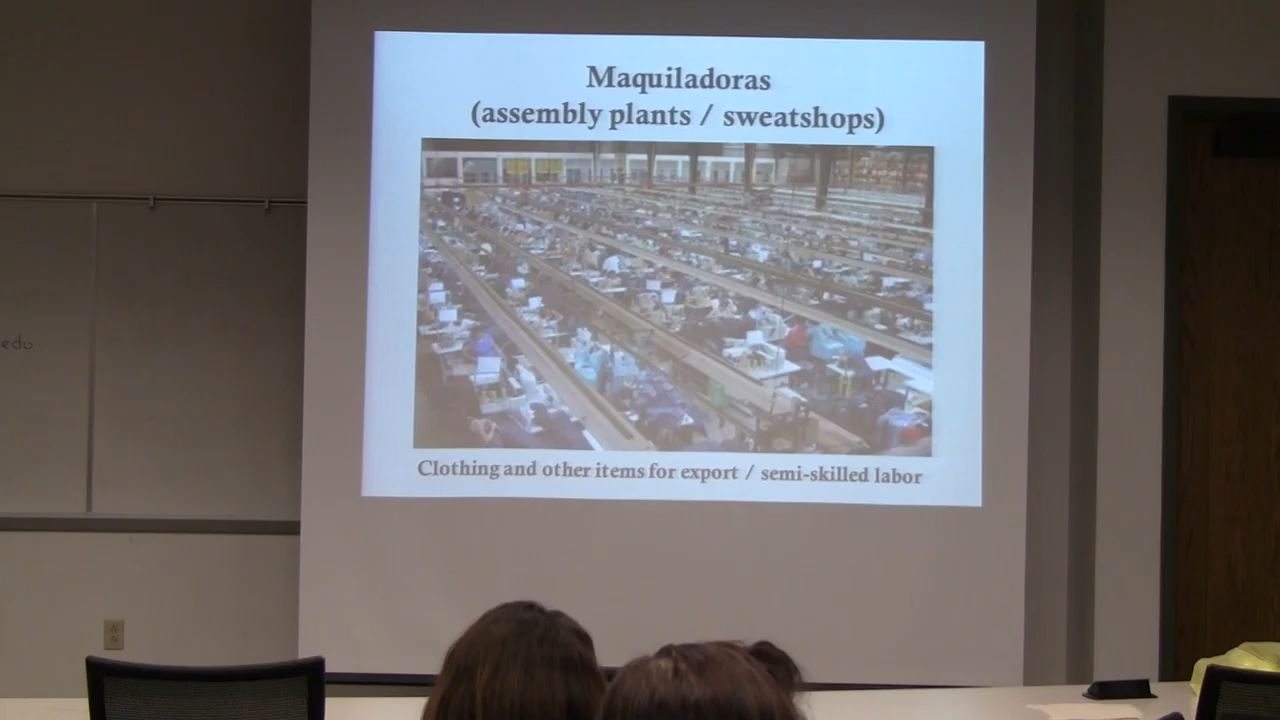 Maquiladoras
(assembly plants / sweatshops)
Clothing and other items for export / semi-skilled labor